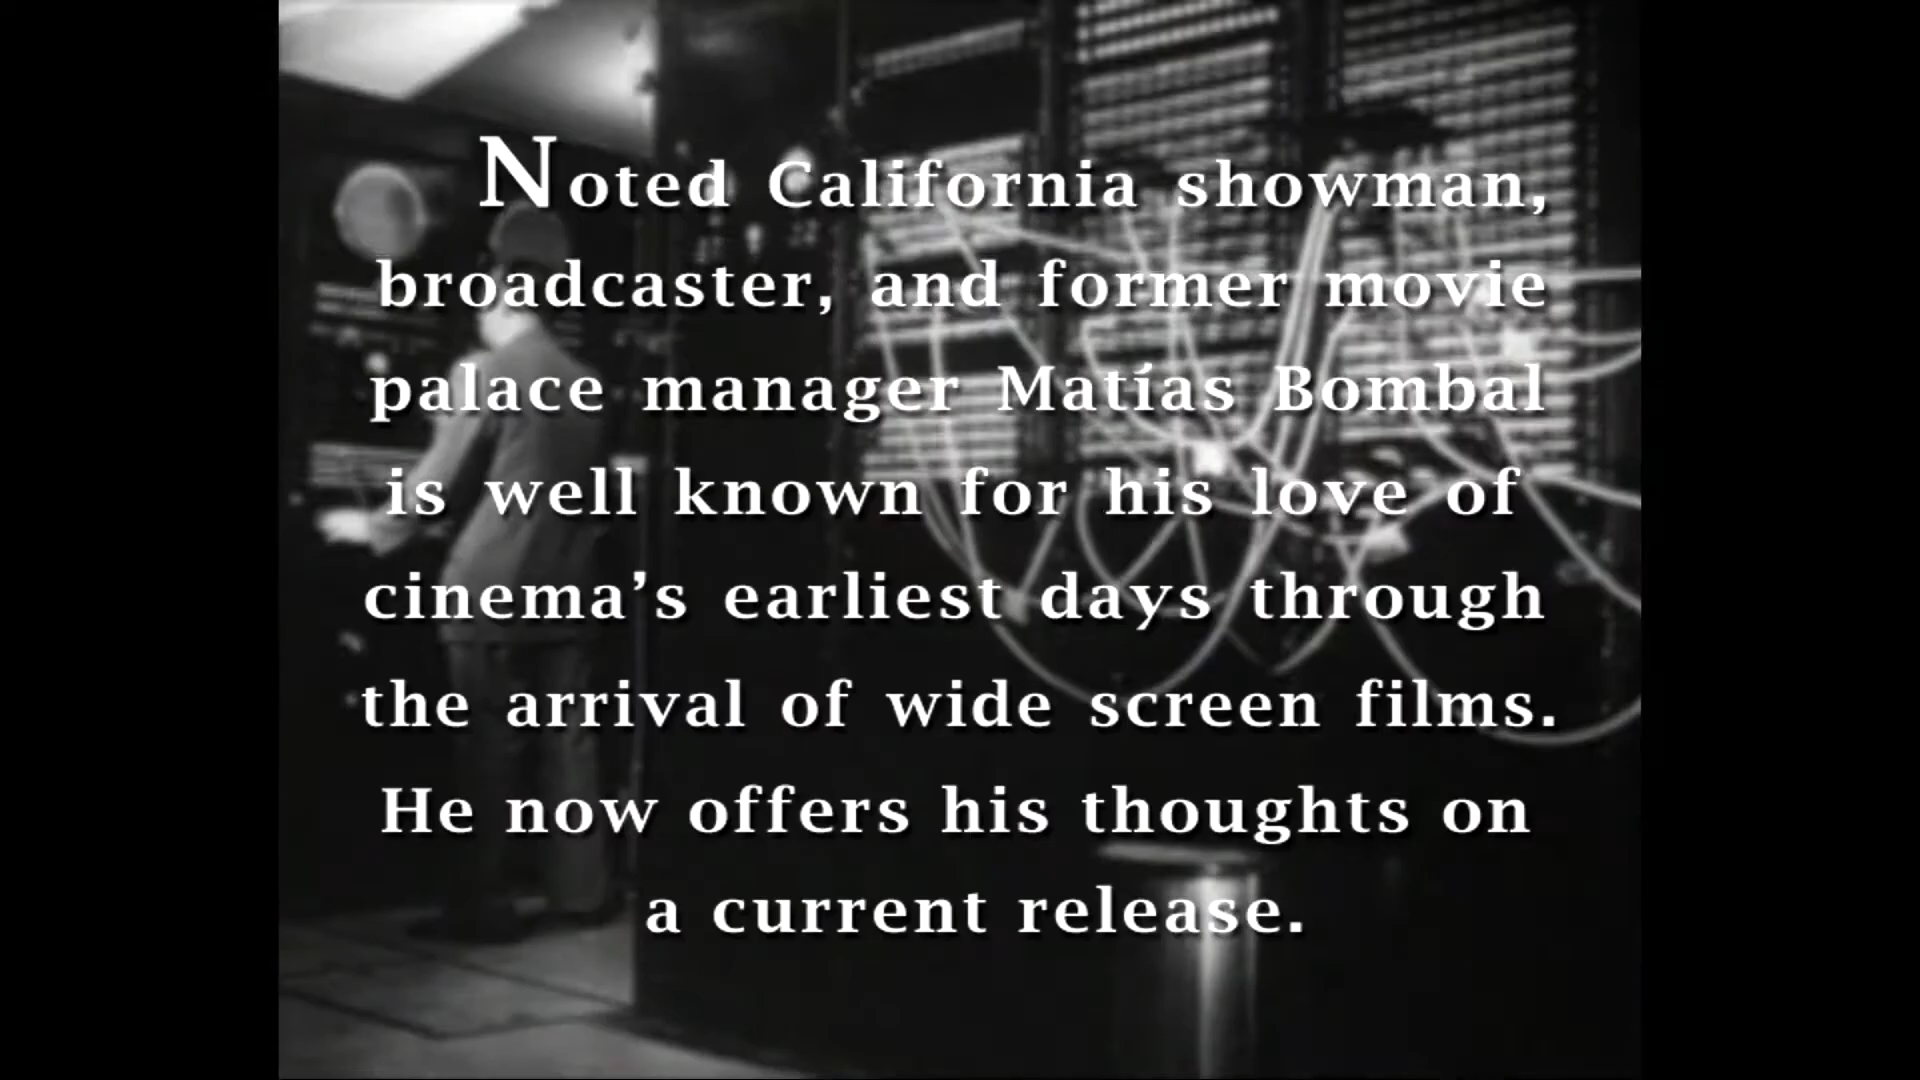 Noted California showman,
broadcaster, and former movie
palace manager Matías Bombal
is well known for his love of
cinema’s earliest days through
the arrival of wide screen films.
He now offers his thoughts on
a current release.